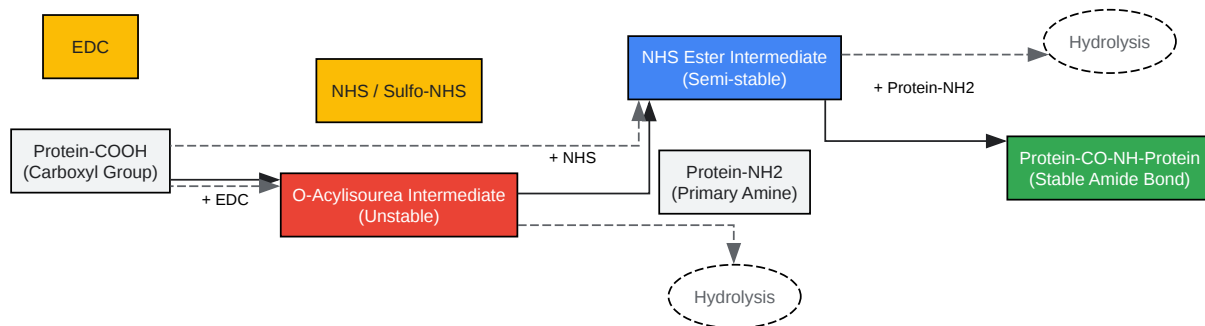 EDC
NHS / Sulfo-NHS
NHS Ester Intermediate
(Semi-stable)
Hydrolysis
+ Protein-NH2
Protein-COOH
(Carboxyl Group)
+ NHS
+ EDC
O-Acylisourea Intermediate
(Unstable)
Protein-NH2
(Primary Amine)
Protein-CO-NH-Protein
(Stable Amide Bond)
Hydrolysis